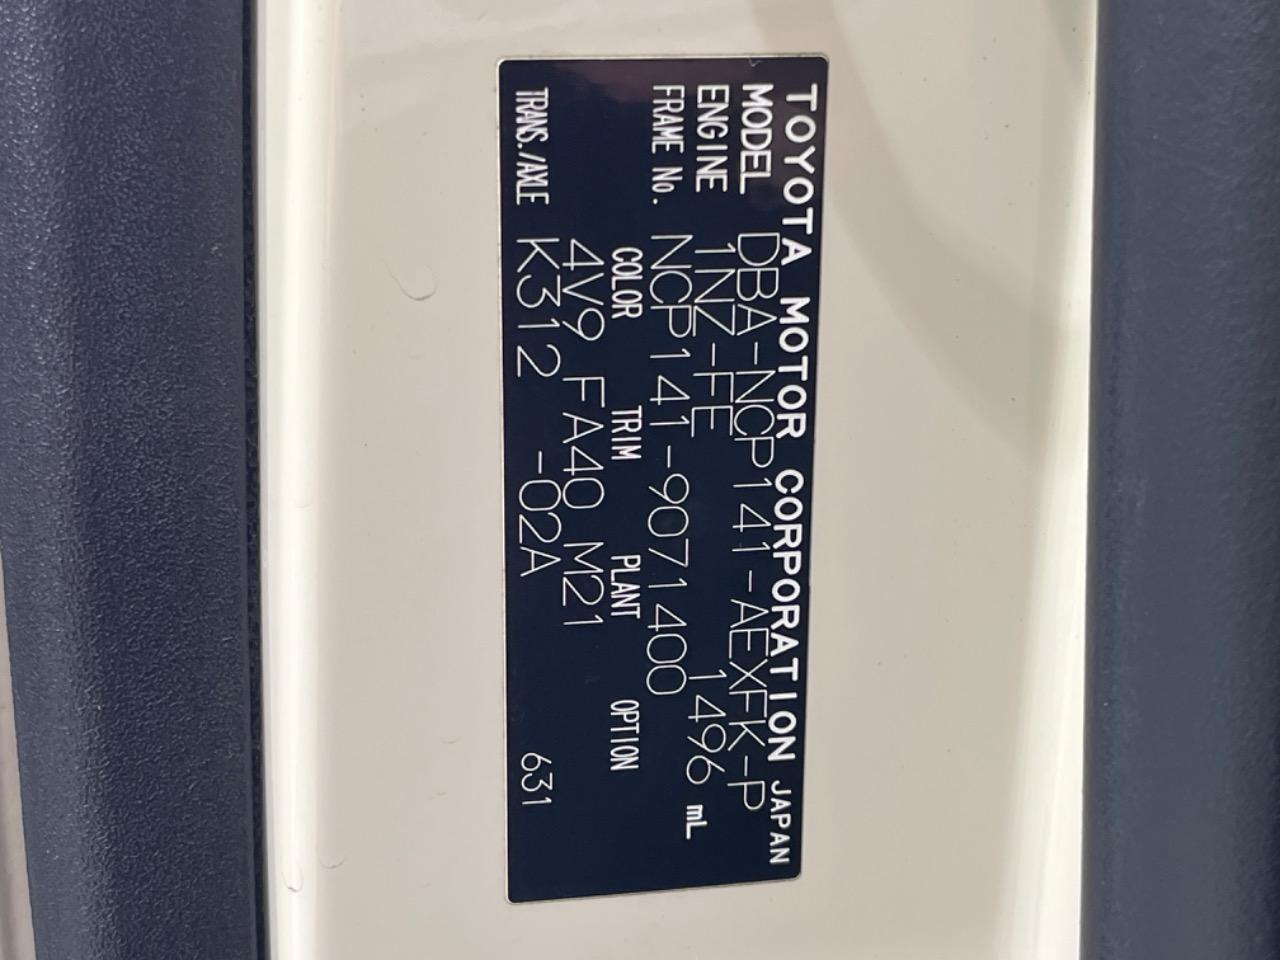 TOYOTA MOTOR CORPORATION JAPAN
MODEL DBA-NCP141-AEXFK-P
ENGINE 1NZ-FE 1496 mL
FRAME No. NCP141-9071400
COLOR TRIM PLANT OPTION
4V9 FA40 M21
TRANS./AXLE K312 -02A 631